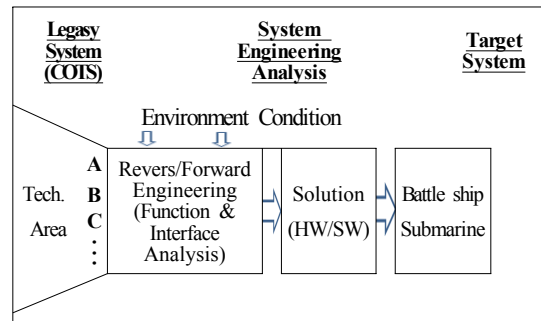 Legasy
System
(COTS)
System
Engineering
Analysis
Target
System
Environment Condition
Tech.
Area
A
B
C
Revers/Forward
Engineering
(Function &
Interface
Analysis)
Solution
(HW/SW)
Battle ship
Submarine